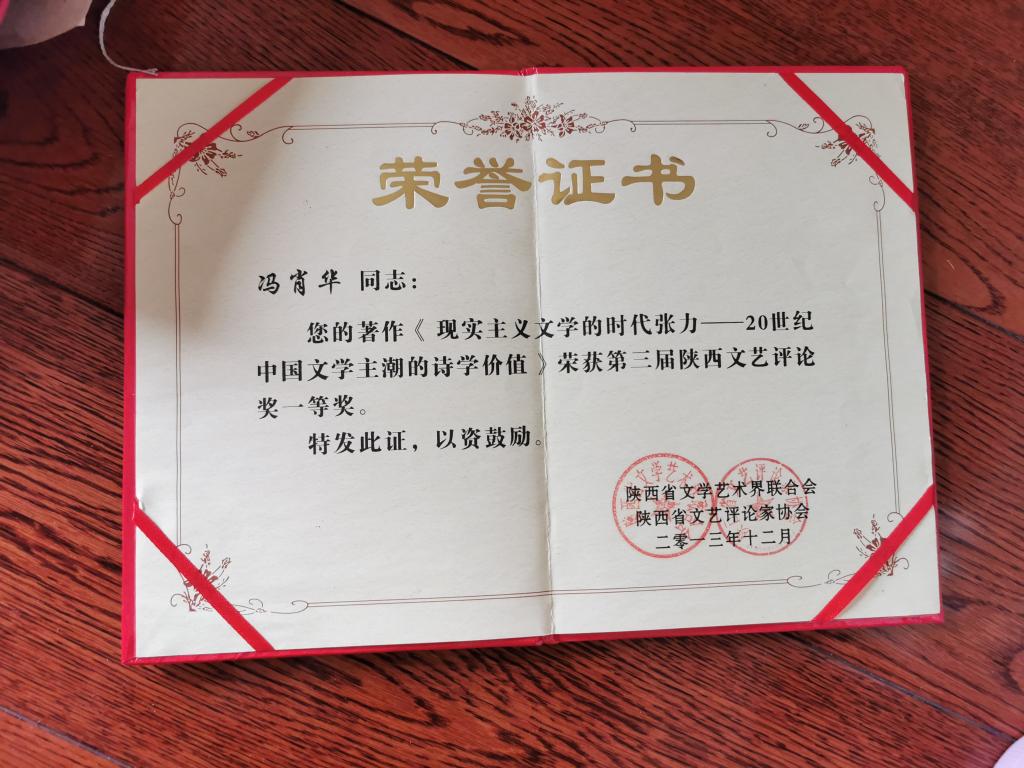 荣誉证书
冯肖华 同志：
您的著作《 现实主义文学的时代张力——20世纪
中国文学主潮的诗学价值 》荣获第三届陕西文艺评论
奖一等奖。
特发此证，以资鼓励。
陕西省文学艺术界联合会
陕西省文艺评论家协会
二零一三年十二月